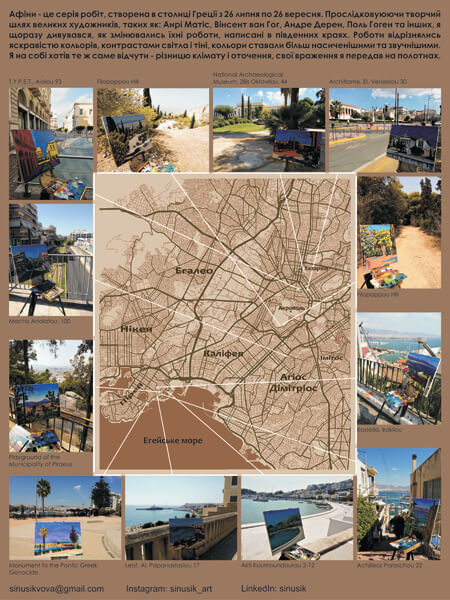 Афіни - це серія робіт, створена в столиці Греції з 26 липня по 26 вересня. Прослідковуючи творчий
шлях великих художників, таких як: Анрі Матіс, Вінсент ван Гог, Андре Дерен, Поль Гоген та інших, я
щоразу дивувався, як змінювались їхні роботи, написані в південних краях. Роботи відрізнялись
яскравістю кольорів, контрастами світла і тіні, кольори ставали більш насиченішими та звучнішими.
Я на собі хотів те ж саме відчути - різницю клімату і оточення, свої враження я передав на полотнах.
T.Y.P.E.T., Aiolou 93
Filopappou Hill
National Archaeological
Museum, 28is Oktovriou, 44
Archiflame, El. Venizelou 30
Machis Analatou, 100
Filopappou Hill
Егалео
Екзархія
Акрополь
Нікея
Каліфея
Імітос
Агіос
Дімітріос
Пірей
Егейське море
Playground of the
Municipality of Piraeus
Kastella, Irakliou
Monument to the Pontic Greek
Genocide
Leof. Al. Papanastasiou 17
Akti Koumoundourou 2-12
Achilleos Paraschou 22
sinusikvova@gmail.com
Instagram: sinusik_art
LinkedIn: sinusik